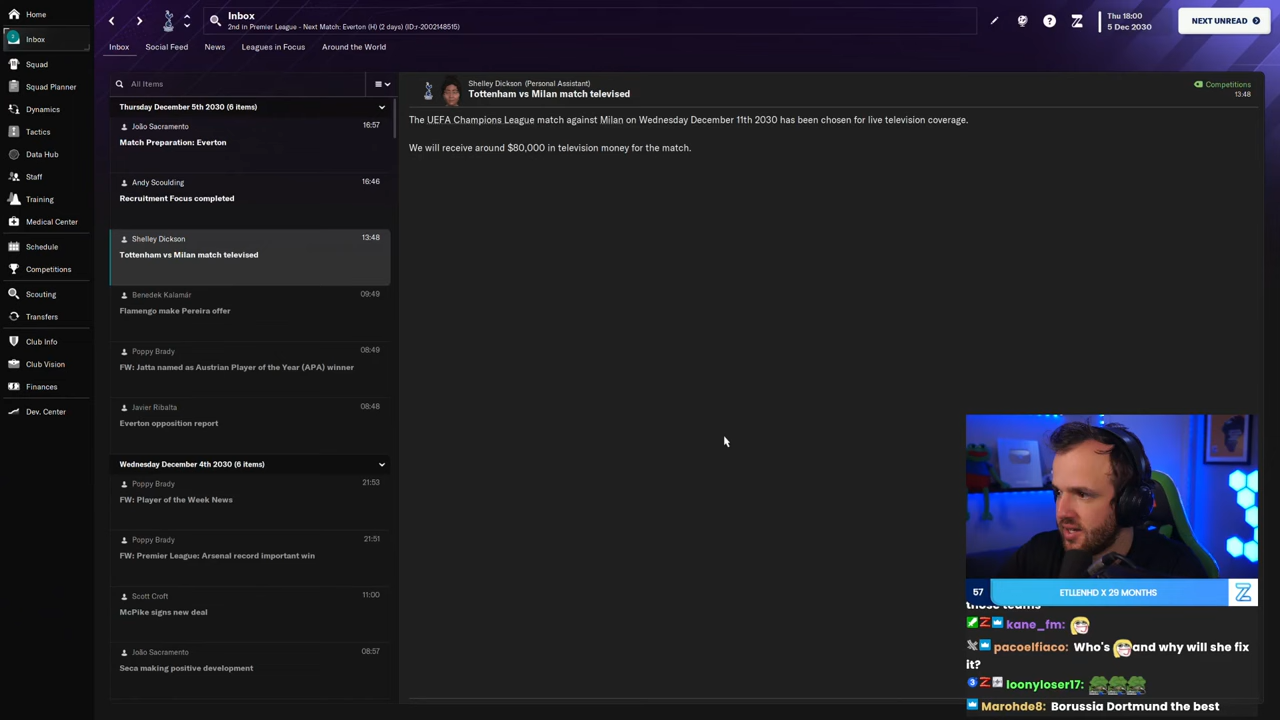 Home
Inbox
Squad
Squad Planner
Dynamics
Tactics
Data Hub
Staff
Training
Medical Center
Schedule
Competitions
Scouting
Transfers
Club Info
Club Vision
Finances
Dev. Center
Inbox
2nd in Premier League - Next Match: Everton (H) (2 days) (ID:r-2002148515)
Thu 18:00
5 Dec 2030
NEXT UNREAD
Inbox
Social Feed
News
Leagues in Focus
Around the World
All Items
Thursday December 5th 2030 (6 items)
João Sacramento 16:57
Match Preparation: Everton
Andy Scoulding 16:46
Recruitment Focus completed
Shelley Dickson 13:48
Tottenham vs Milan match televised
Benedek Kalamár 09:49
Flamengo make Pereira offer
Poppy Brady 08:49
FW: Jatta named as Austrian Player of the Year (APA) winner
Javier Ribalta 08:48
Everton opposition report
Wednesday December 4th 2030 (6 items)
Poppy Brady 21:53
FW: Player of the Week News
Poppy Brady 21:51
FW: Premier League: Arsenal record important win
Scott Croft 11:00
McPike signs new deal
João Sacramento 08:57
Seca making positive development
Shelley Dickson (Personal Assistant)
Tottenham vs Milan match televised
Competitions
13:48
The UEFA Champions League match against Milan on Wednesday December 11th 2030 has been chosen for live television coverage.
We will receive around $80,000 in television money for the match.
57 ETLLENHD X 29 MONTHS
those teams
kane_fm:
pacoelfiaco: Who's and why will she fix
it?
loonyloser17:
Marohde8: Borussia Dortmund the best